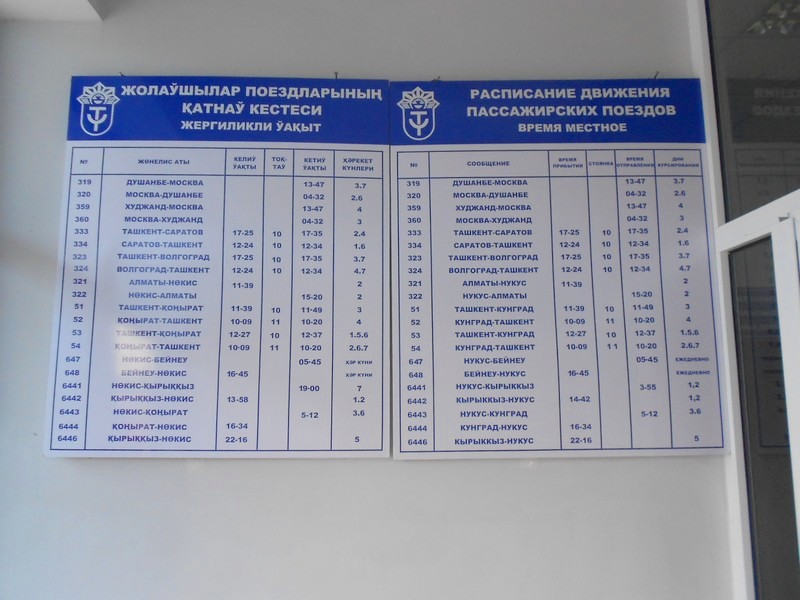 ЖОЛАЎШЫЛАР ПОЕЗДЛАРЫНЫҢ
ҚАТНАЎ КЕСТЕСИ
ЖЕРГИЛИКЛИ ЎАҚЫТ
№ ЖӨНЕЛИС АТЫ КЕЛИЎ ЎАҚТЫ ТОҚ-ТАЎ КЕТИЎ ЎАҚТЫ ҲӘРЕКЕТ КҮНЛЕРИ
319 ДУШАНБЕ-МОСКВА 13-47 3.7
320 МОСКВА-ДУШАНБЕ 04-32 2.6
359 ХУДЖАНД-МОСКВА 13-47 4
360 МОСКВА-ХУДЖАНД 04-32 3
333 ТАШКЕНТ-САРАТОВ 17-25 10 17-35 2.4
334 САРАТОВ-ТАШКЕНТ 12-24 10 12-34 1.6
323 ТАШКЕНТ-ВОЛГОГРАД 17-25 10 17-35 3.7
324 ВОЛГОГРАД-ТАШКЕНТ 12-24 10 12-34 4.7
321 АЛМАТЫ-НӨКИС 11-39 2
322 НӨКИС-АЛМАТЫ 15-20 2
51 ТАШКЕНТ-ҚОҢЫРАТ 11-39 10 11-49 3
52 ҚОҢЫРАТ-ТАШКЕНТ 10-09 11 10-20 4
53 ТАШКЕНТ-ҚОҢЫРАТ 12-27 10 12-37 1.5.6
54 ҚОҢЫРАТ-ТАШКЕНТ 10-09 11 10-20 2.6.7
647 НӨКИС-БЕЙНЕУ 05-45 ҲӘР КҮНИ
648 БЕЙНЕУ-НӨКИС 16-45 ҲӘР КҮНИ
6441 НӨКИС-ҚЫРЫҚҚЫЗ 19-00 7
6442 ҚЫРЫҚҚЫЗ-НӨКИС 13-58 1.2
6443 НӨКИС-ҚОҢЫРАТ 5-12 3.6
6444 ҚОҢЫРАТ-НӨКИС 16-34
6446 ҚЫРЫҚҚЫЗ-НӨКИС 22-16 5
РАСПИСАНИЕ ДВИЖЕНИЯ
ПАССАЖИРСКИХ ПОЕЗДОВ
ВРЕМЯ МЕСТНОЕ
№ СООБЩЕНИЕ ВРЕМЯ ПРИБЫТИЯ СТОЯНКА ВРЕМЯ ОТПРАВЛЕНИЯ ДНИ КУРСИРОВАНИЯ
319 ДУШАНБЕ-МОСКВА 13-47 3.7
320 МОСКВА-ДУШАНБЕ 04-32 2.6
359 ХУДЖАНД-МОСКВА 13-47 4
360 МОСКВА-ХУДЖАНД 04-32 3
333 ТАШКЕНТ-САРАТОВ 17-25 10 17-35 2.4
334 САРАТОВ-ТАШКЕНТ 12-24 10 12-34 1.6
323 ТАШКЕНТ-ВОЛГОГРАД 17-25 10 17-35 3.7
324 ВОЛГОГРАД-ТАШКЕНТ 12-24 10 12-34 4.7
321 АЛМАТЫ-НУКУС 11-39 2
322 НУКУС-АЛМАТЫ 15-20 2
51 ТАШКЕНТ-КУНГРАД 11-39 10 11-49 3
52 КУНГРАД-ТАШКЕНТ 10-09 11 10-20 4
53 ТАШКЕНТ-КУНГРАД 12-27 10 12-37 1.5.6
54 КУНГРАД-ТАШКЕНТ 10-09 11 10-20 2.6.7
647 НУКУС-БЕЙНЕУ 05-45 ЕЖЕДНЕВНО
648 БЕЙНЕУ-НУКУС 16-45 ЕЖЕДНЕВНО
6441 НУКУС-КЫРЫККЫЗ 3-55 1,2
6442 КЫРЫККЫЗ-НУКУС 14-42 1,2
6443 НУКУС-КУНГРАД 5-12 3.6
6444 КУНГРАД-НУКУС 16-34
6446 КЫРЫККЫЗ-НУКУС 22-16 5